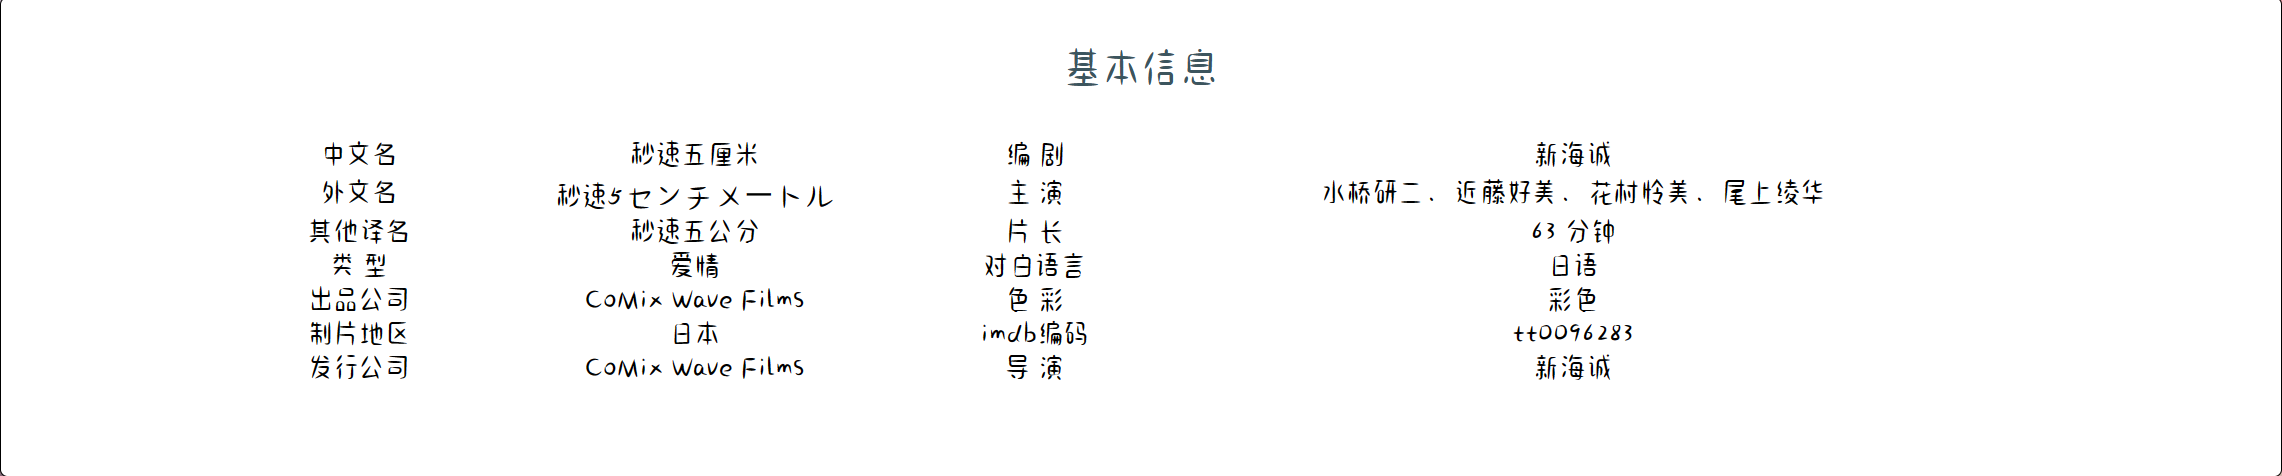 基本信息
中文名 秒速五厘米 编 剧 新海诚
外文名 秒速5センチメートル 主 演 水桥研二、近藤好美、花村怜美、尾上绫华
其他译名 秒速五公分 片 长 63 分钟
类 型 爱情 对白语言 日语
出品公司 CoMix Wave Films 色 彩 彩色
制片地区 日本 imdb编码 tt0096283
发行公司 CoMix Wave Films 导 演 新海诚